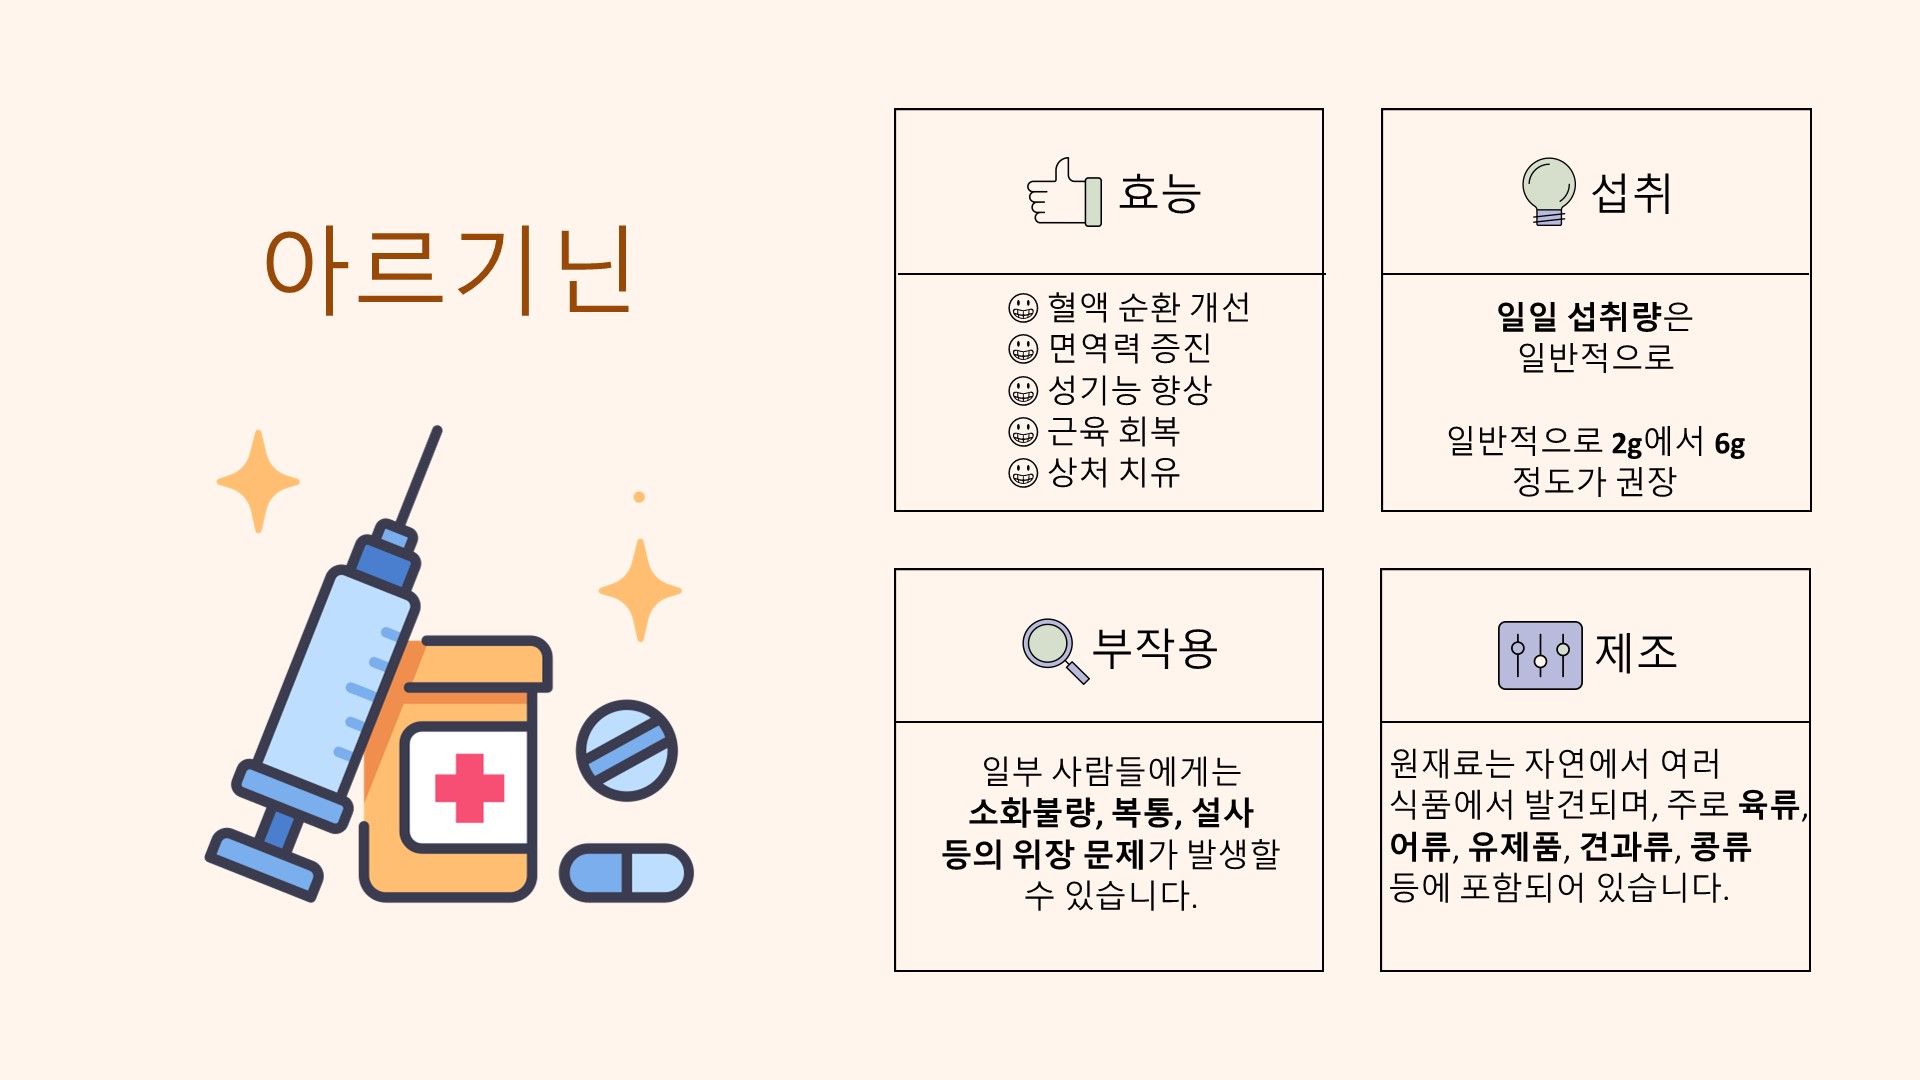 아르기닌
효능
😀 혈액 순환 개선
😀 면역력 증진
😀 성기능 향상
😀 근육 회복
😀 상처 치유
섭취
일일 섭취량은
일반적으로
일반적으로 2g에서 6g
정도가 권장
부작용
일부 사람들에게는
소화불량, 복통, 설사
등의 위장 문제가 발생할
수 있습니다.
제조
원재료는 자연에서 여러
식품에서 발견되며, 주로 육류,
어류, 유제품, 견과류, 콩류
등에 포함되어 있습니다.